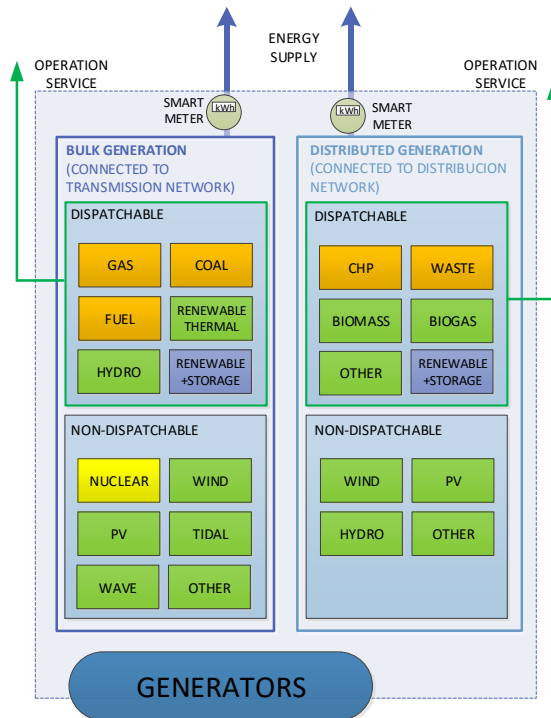 ENERGY
SUPPLY
OPERATION
SERVICE
OPERATION
SERVICE
SMART
METER
kWh
kWh
SMART
METER
BULK GENERATION
(CONNECTED TO
TRANSMISSION NETWORK)
DISPATCHABLE
GAS
COAL
FUEL
RENEWABLE
THERMAL
HYDRO
RENEWABLE
+STORAGE
NON-DISPATCHABLE
NUCLEAR
WIND
PV
TIDAL
WAVE
OTHER
DISTRIBUTED GENERATION
(CONNECTED TO DISTRIBUCION
NETWORK)
DISPATCHABLE
CHP
WASTE
BIOMASS
BIOGAS
OTHER
RENEWABLE
+STORAGE
NON-DISPATCHABLE
WIND
PV
HYDRO
OTHER
GENERATORS